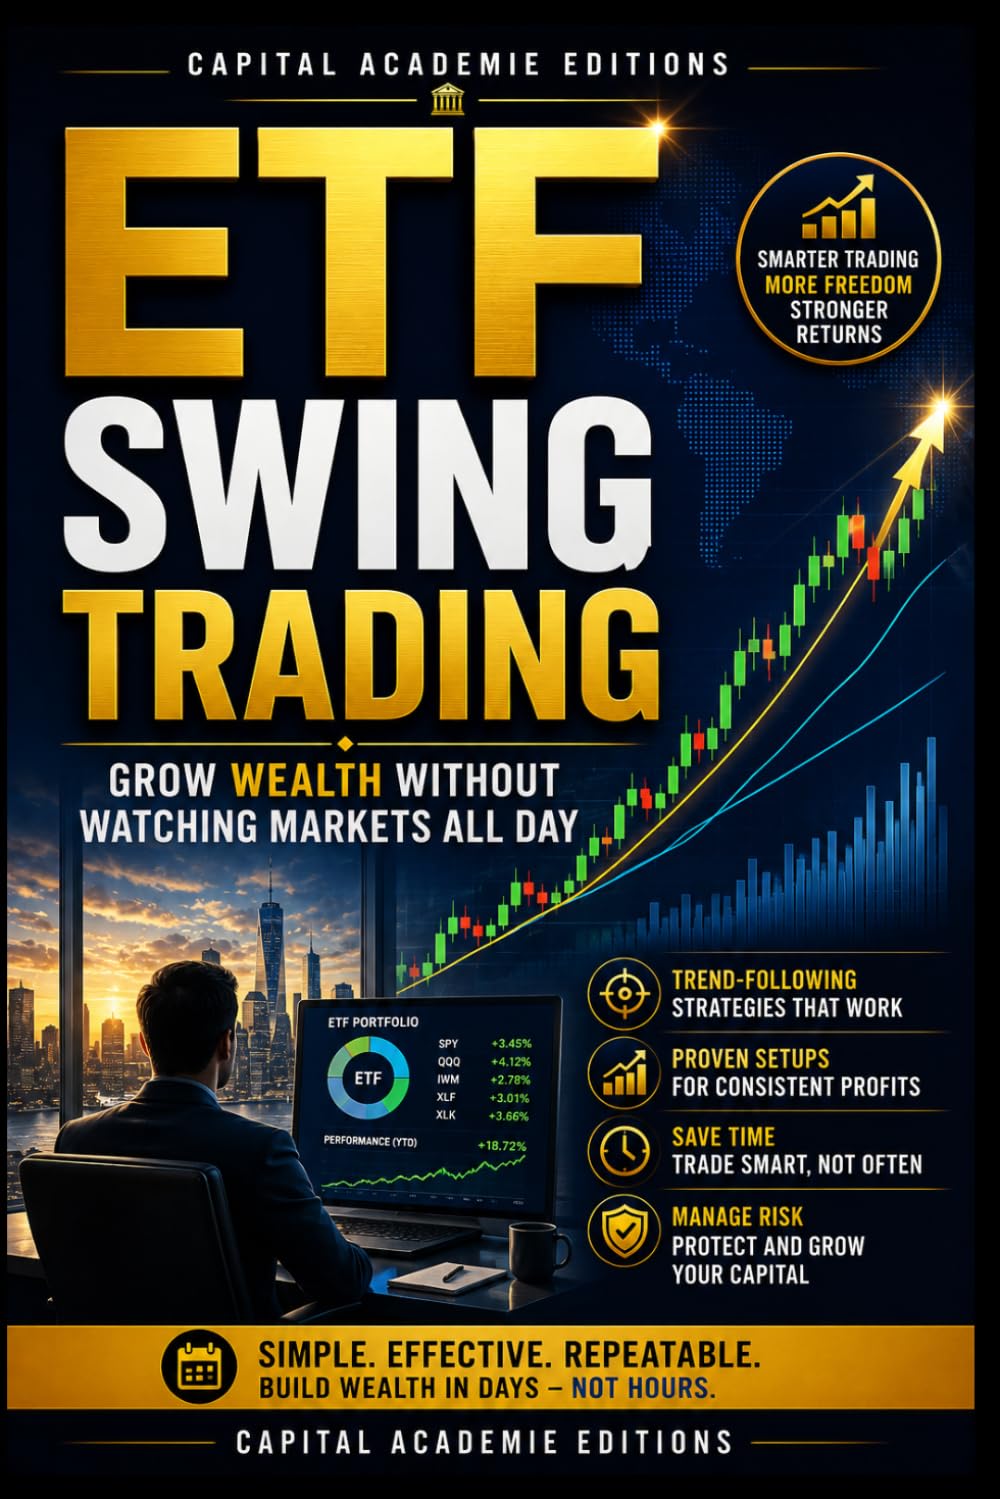 CAPITAL ACADEMIE EDITIONS
ETF
SMARTER TRADING
MORE FREEDOM
STRONGER
RETURNS
SWING
TRADING
GROW WEALTH WITHOUT
WATCHING MARKETS ALL DAY
ETF PORTFOLIO
ETF
SPY +3.45%
QQQ +4.12%
IWM +2.78%
XLF +3.01%
XLK +3.66%
PERFORMANCE (YTD) +18.72%
TREND-FOLLOWING
STRATEGIES THAT WORK
PROVEN SETUPS
FOR CONSISTENT PROFITS
SAVE TIME
TRADE SMART, NOT OFTEN
MANAGE RISK
PROTECT AND GROW
YOUR CAPITAL
SIMPLE. EFFECTIVE. REPEATABLE.
BUILD WEALTH IN DAYS – NOT HOURS.
CAPITAL ACADEMIE EDITIONS